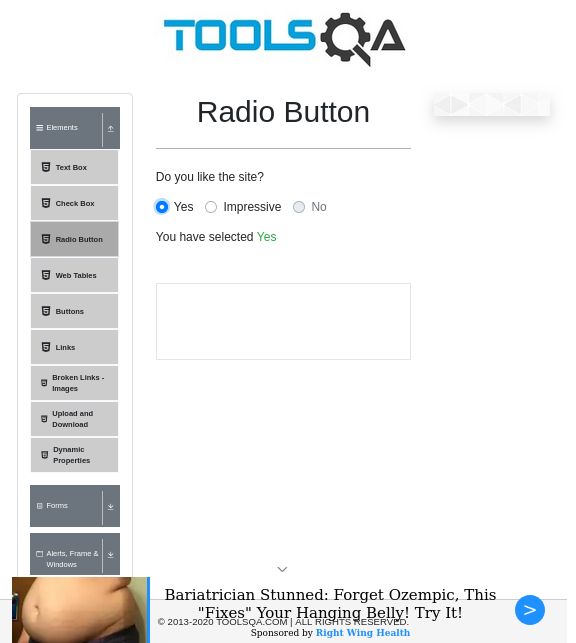 TOOLSQA
Elements
Text Box
Check Box
Radio Button
Web Tables
Buttons
Links
Broken Links -
Images
Upload and
Download
Dynamic
Properties
Forms
Alerts, Frame &
Windows
Radio Button
Do you like the site?
Yes Impressive No
You have selected Yes
Bariatrician Stunned: Forget Ozempic, This
"Fixes" Your Hanging Belly! Try It!
© 2013-2020 TOOLSQA.COM | ALL RIGHTS RESERVED.
Sponsored by Right Wing Health